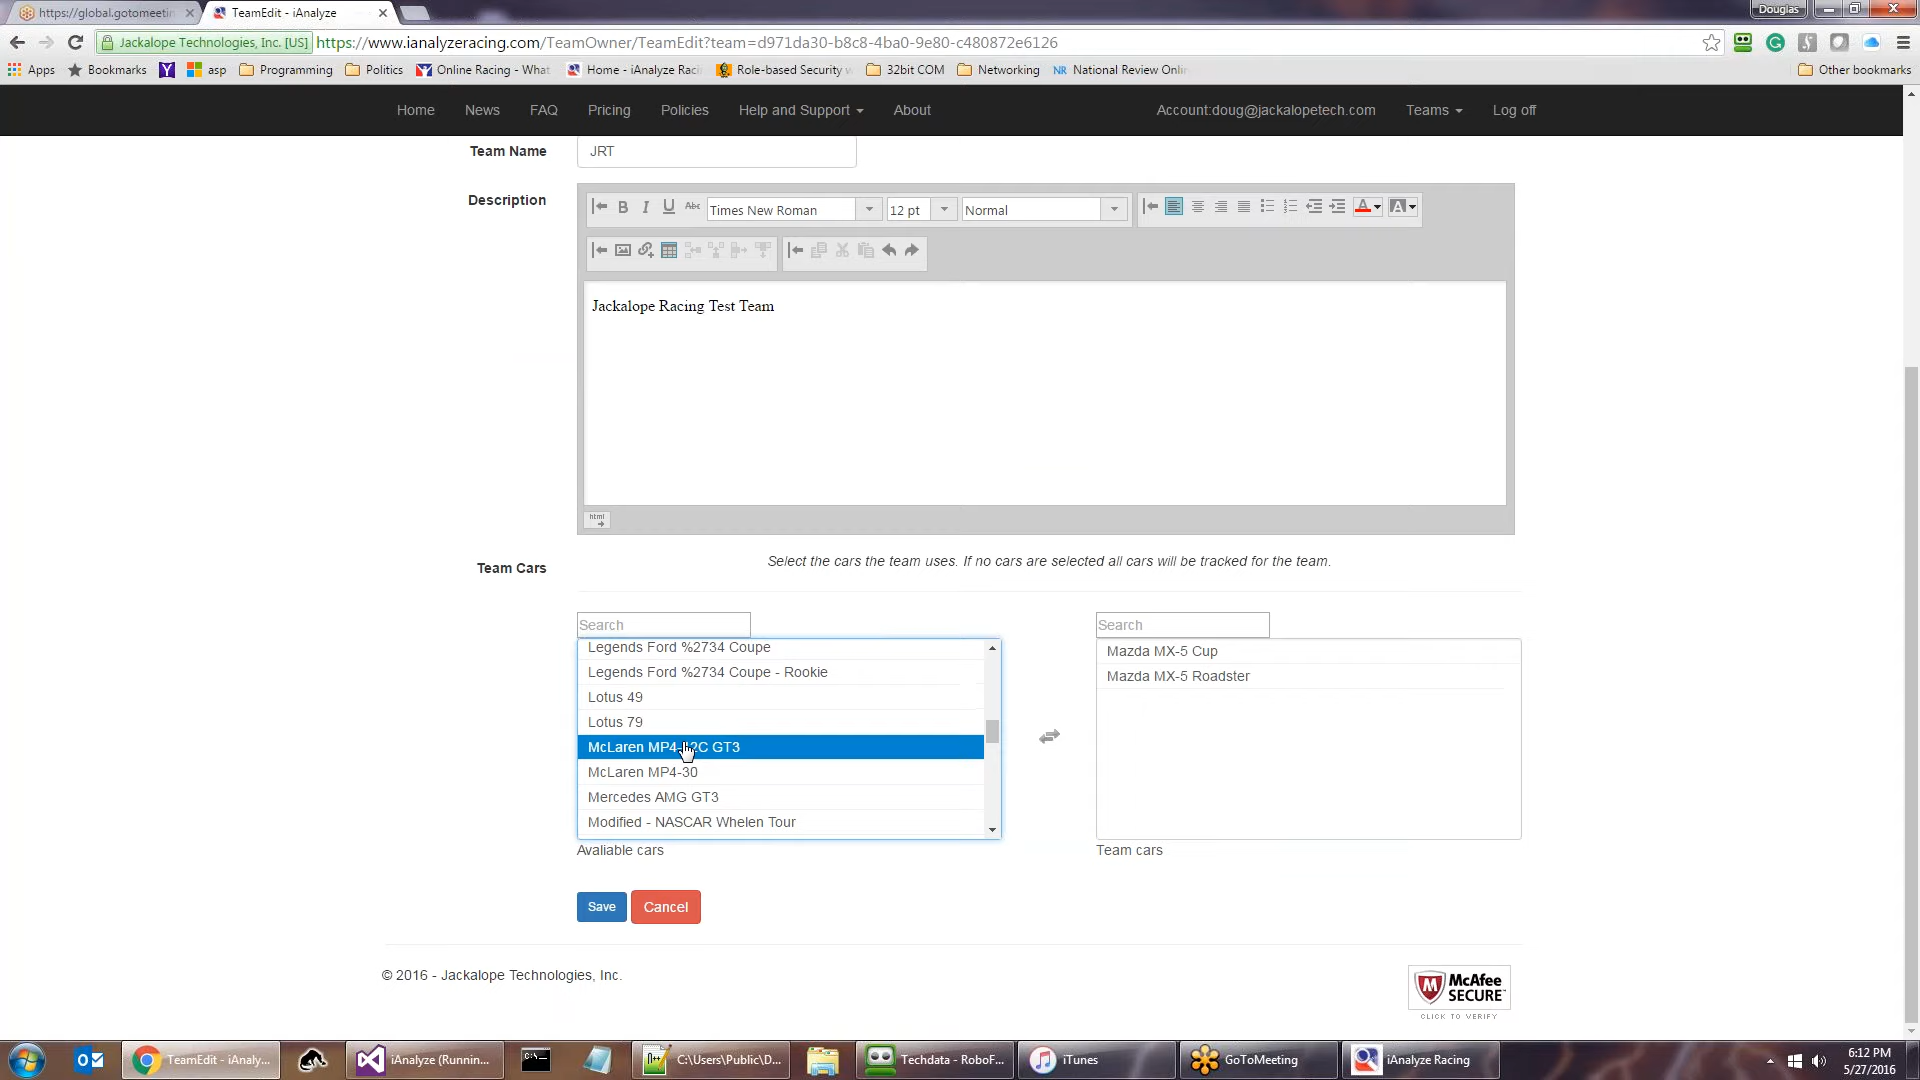 https://global.gotomeetin
TeamEdit - iAnalyze
Douglas
Jackalope Technologies, Inc. [US]
https://www.ianalyzeracing.com/TeamOwner/TeamEdit?team=d971da30-b8c8-4ba0-9e80-c480872e6126
Apps
Bookmarks
asp
Programming
Politics
Online Racing - What
Home - iAnalyze Raci
Role-based Security
32bit COM
Networking
NR National Review Onlin
Other bookmarks
Home
News
FAQ
Pricing
Policies
Help and Support
About
Account:doug@jackalopetech.com
Teams
Log off
Team Name
JRT
Description
B I U Abc
Times New Roman
12 pt
Normal
A A
Jackalope Racing Test Team
html
Team Cars
Select the cars the team uses. If no cars are selected all cars will be tracked for the team.
Search
Search
Legends Ford %2734 Coupe
Legends Ford %2734 Coupe - Rookie
Lotus 49
Lotus 79
McLaren MP4-12C GT3
McLaren MP4-30
Mercedes AMG GT3
Modified - NASCAR Whelen Tour
Mazda MX-5 Cup
Mazda MX-5 Roadster
Avaliable cars
Team cars
Save
Cancel
© 2016 - Jackalope Technologies, Inc.
McAfee
SECURE
CLICK TO VERIFY
TeamEdit - iAnaly...
iAnalyze (Runnin...
C:\Users\Public\D...
Techdata - RoboF...
iTunes
GoToMeeting
iAnalyze Racing
6:12 PM
5/27/2016